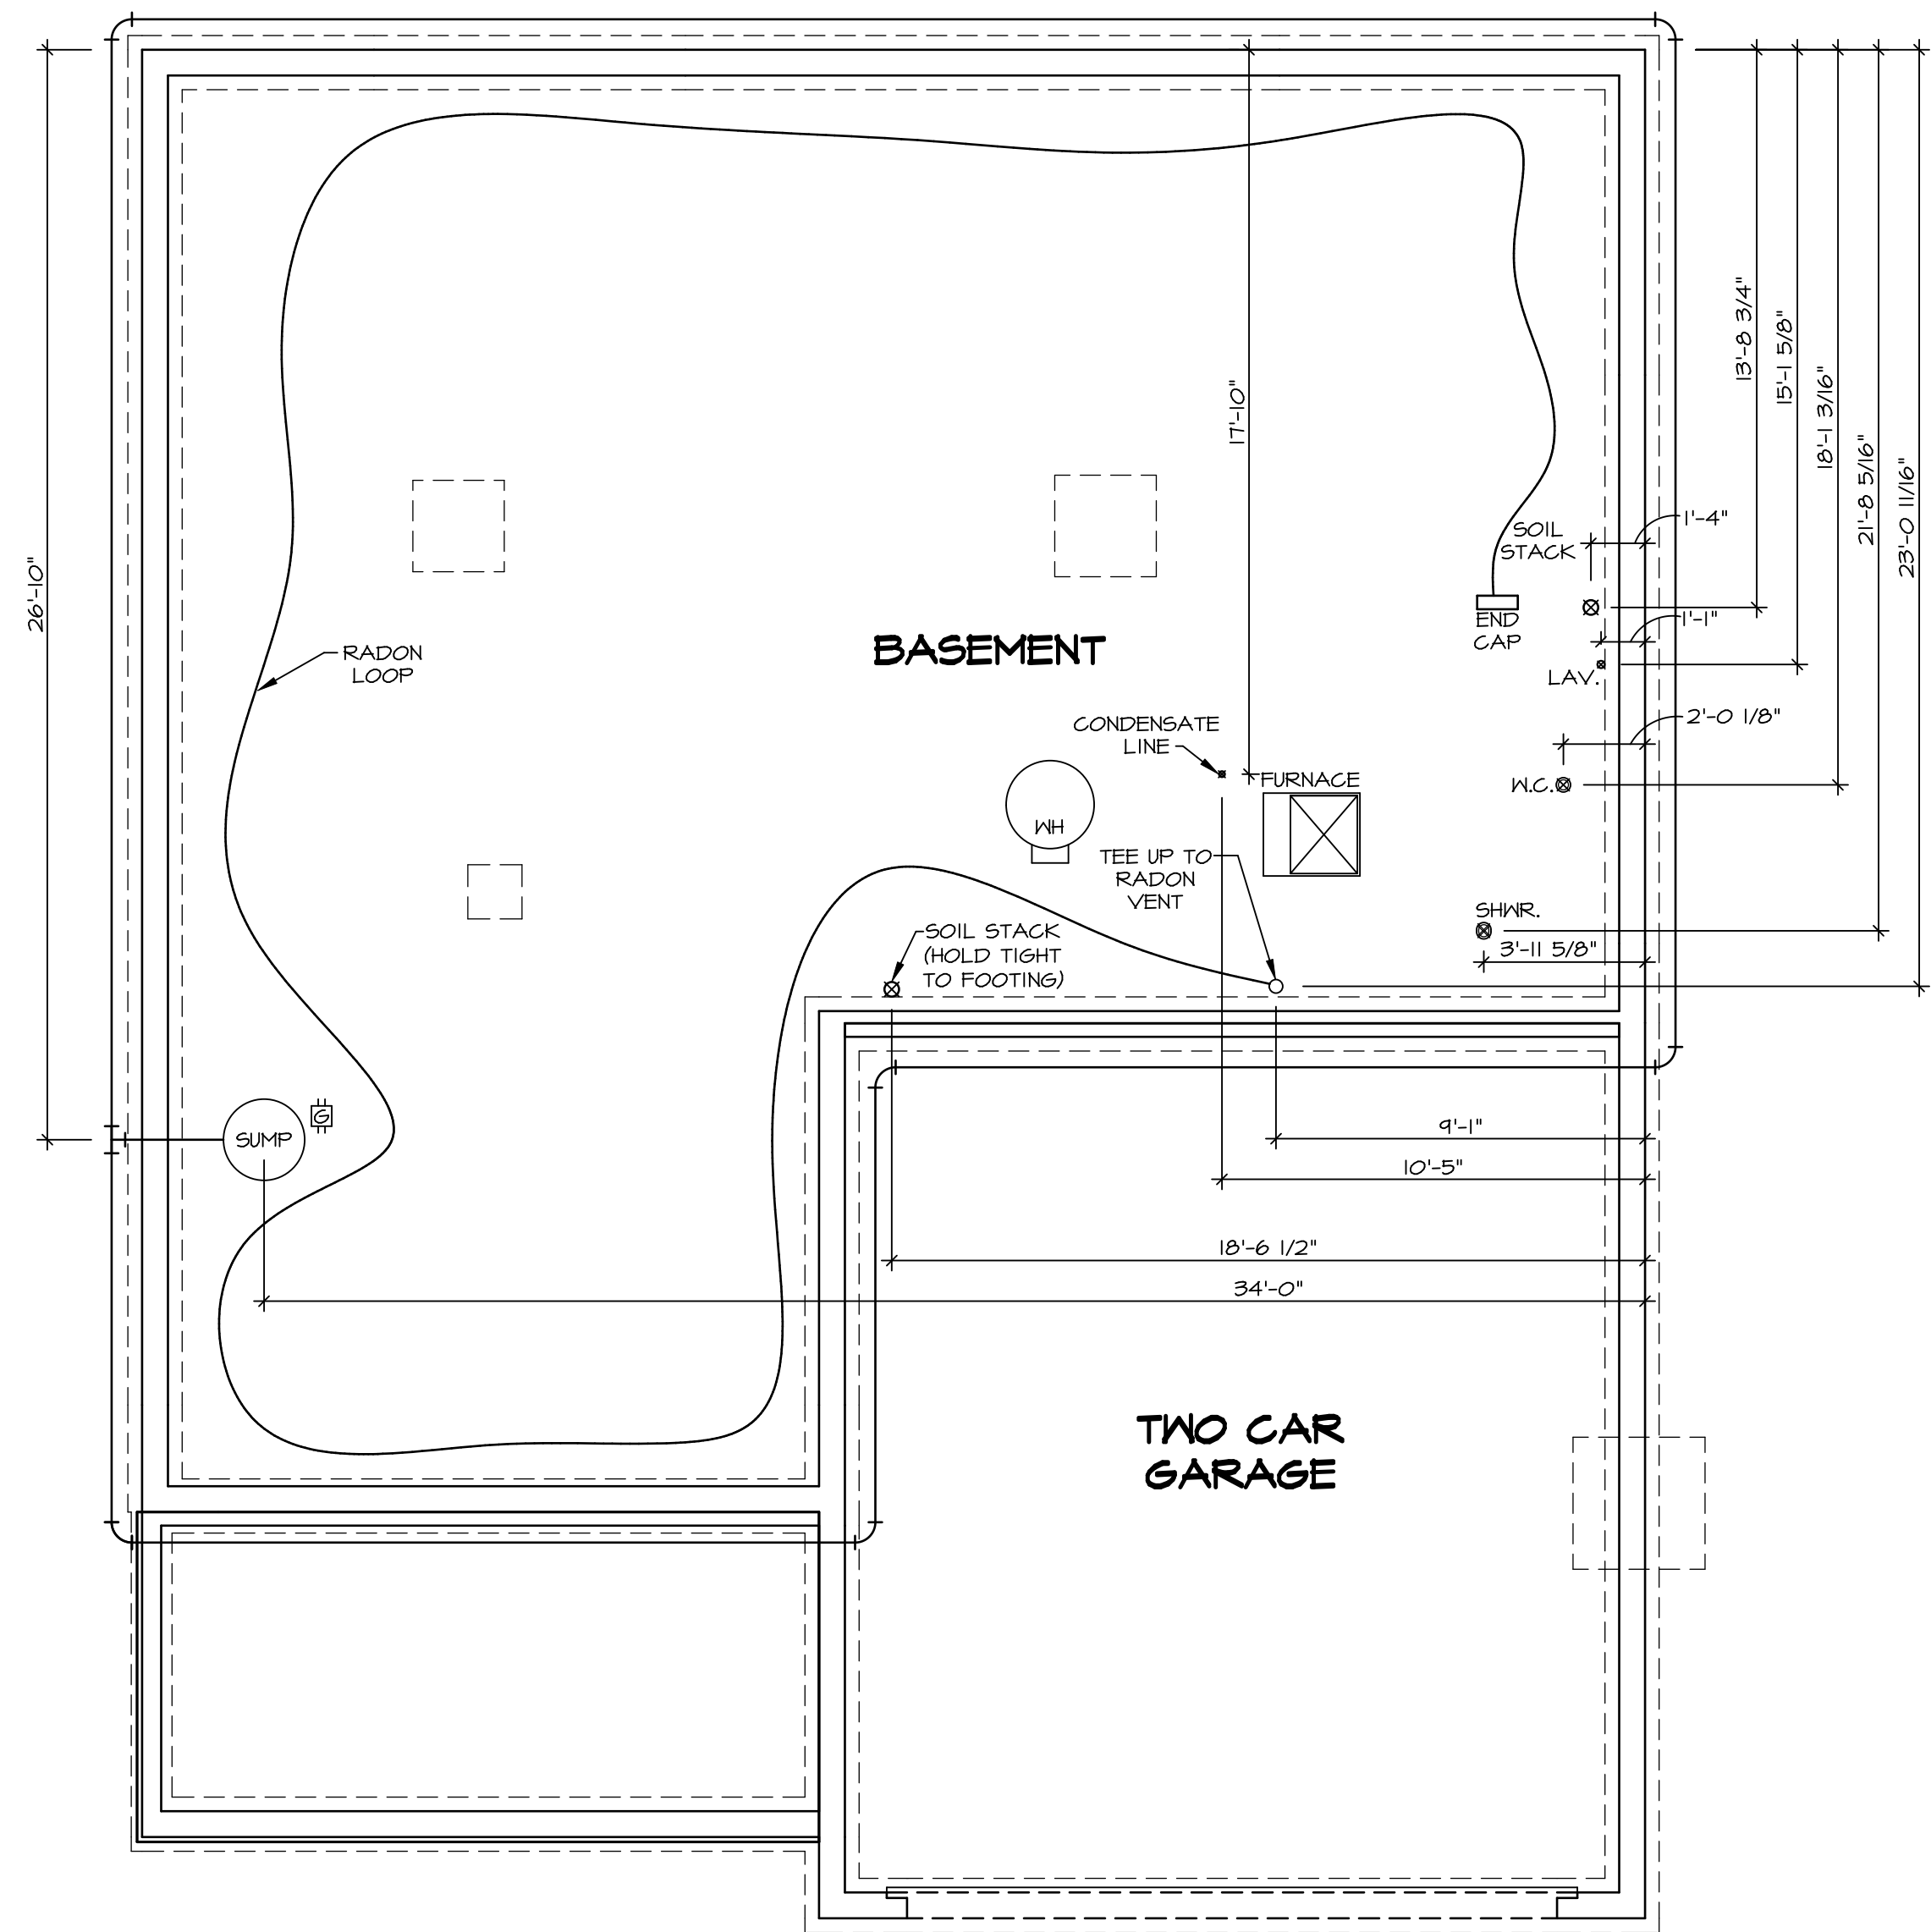 26'-10"
17'-10"
13'-8 3/4"
15'-1 5/8"
18'-1 3/16"
21'-8 5/16"
23'-0 11/16"
1'-4"
SOIL
STACK
END
CAP
1'-1"
LAV.
BASEMENT
RADON
LOOP
2'-0 1/8"
CONDENSATE
LINE
FURNACE
W.C.
WH
TEE UP TO
RADON
VENT
SHWR.
3'-11 5/8"
SOIL STACK
(HOLD TIGHT
TO FOOTING)
G
SUMP
9'-1"
10'-5"
18'-6 1/2"
34'-0"
TWO CAR
GARAGE